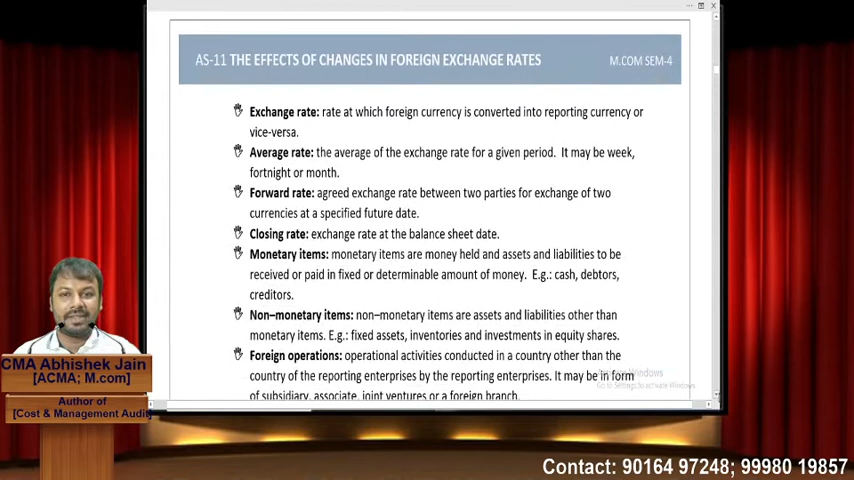 AS-11 THE EFFECTS OF CHANGES IN FOREIGN EXCHANGE RATES
M.COM SEM-4
Exchange rate: rate at which foreign currency is converted into reporting currency or
vice-versa.
Average rate: the average of the exchange rate for a given period. It may be week,
fortnight or month.
Forward rate: agreed exchange rate between two parties for exchange of two
currencies at a specified future date.
Closing rate: exchange rate at the balance sheet date.
Monetary items: monetary items are money held and assets and liabilities to be
received or paid in fixed or determinable amount of money. E.g.: cash, debtors,
creditors.
Non–monetary items: non–monetary items are assets and liabilities other than
monetary items. E.g.: fixed assets, inventories and investments in equity shares.
Foreign operations: operational activities conducted in a country other than the
country of the reporting enterprises by the reporting enterprises. It may be in form
of subsidiary, associate, joint ventures or a foreign branch.
Windows
Go to Settings to activate Windows.
CMA Abhishek Jain
[ACMA; M.com]
Author of
[Cost & Management Audit]
Contact: 90164 97248; 99980 19857